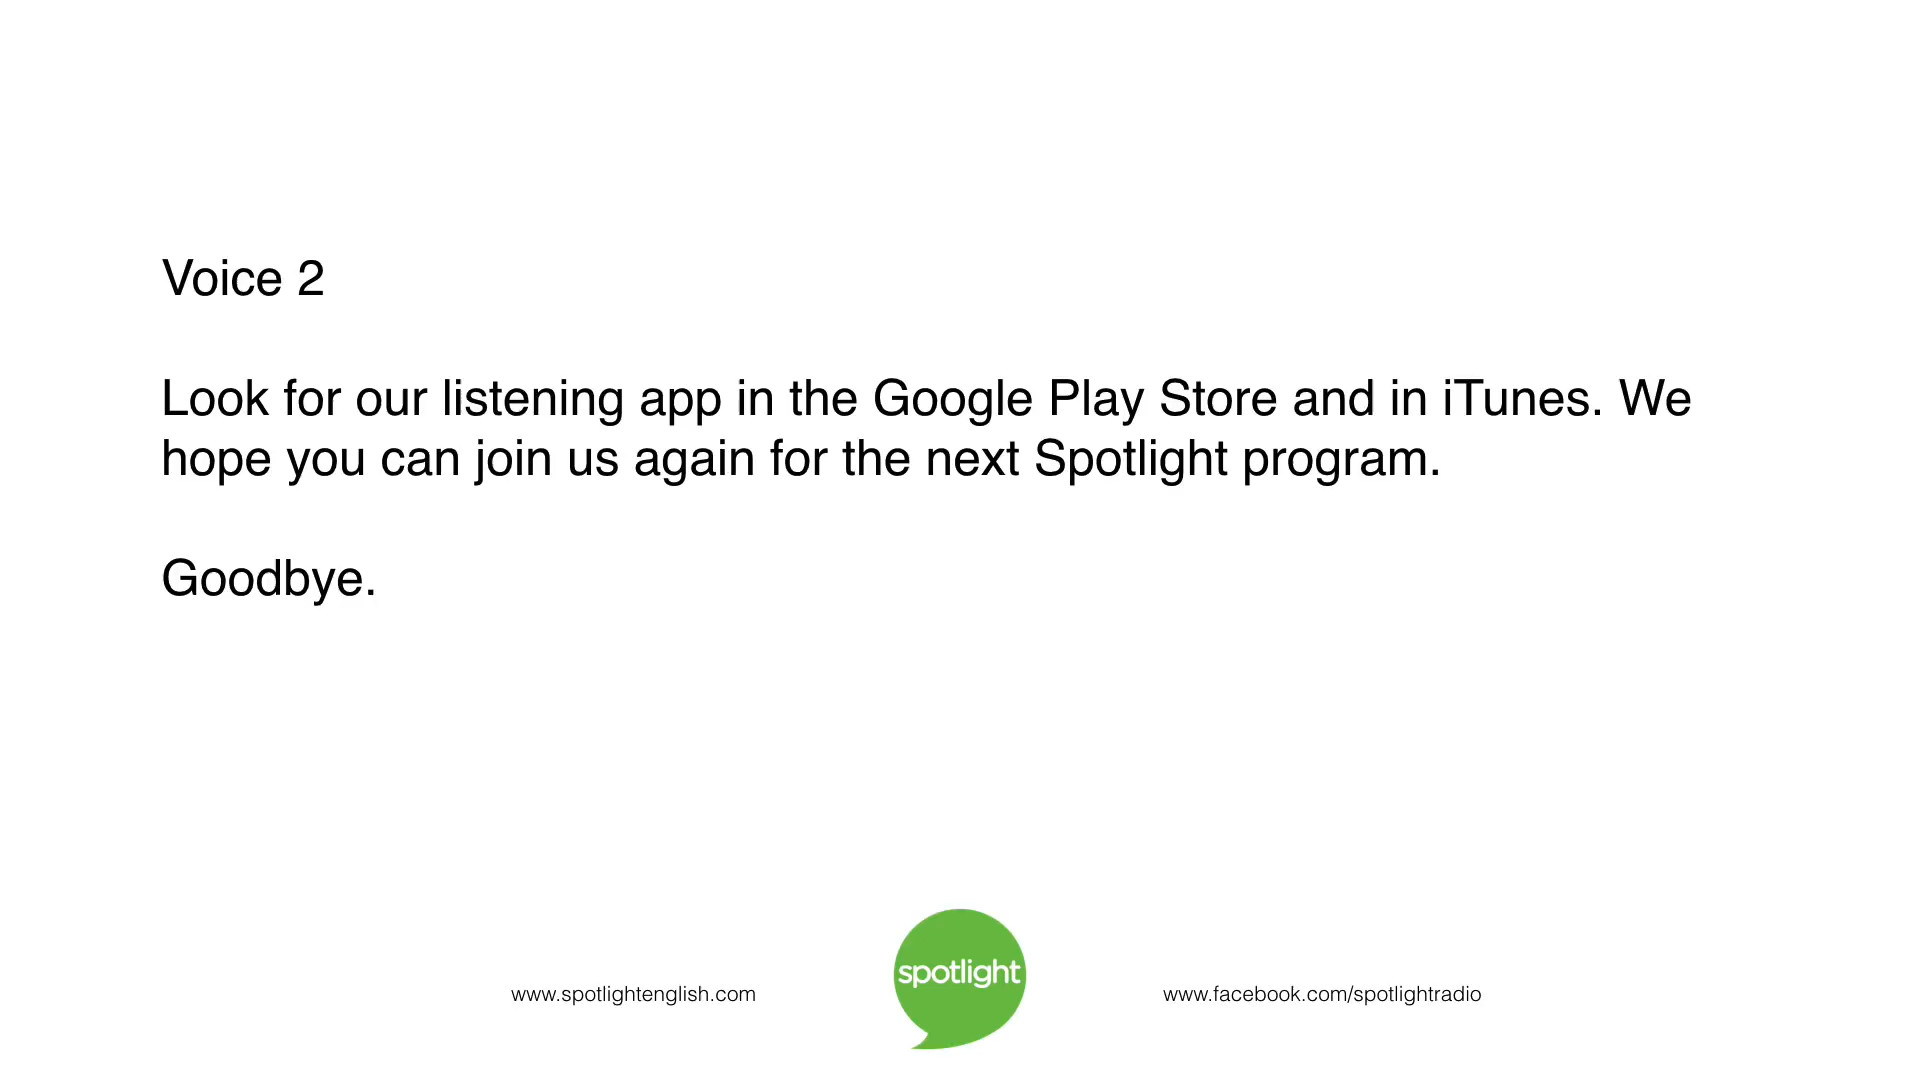 Voice 2
Look for our listening app in the Google Play Store and in iTunes. We
hope you can join us again for the next Spotlight program.
Goodbye.
www.spotlightenglish.com
spotlight
www.facebook.com/spotlightradio